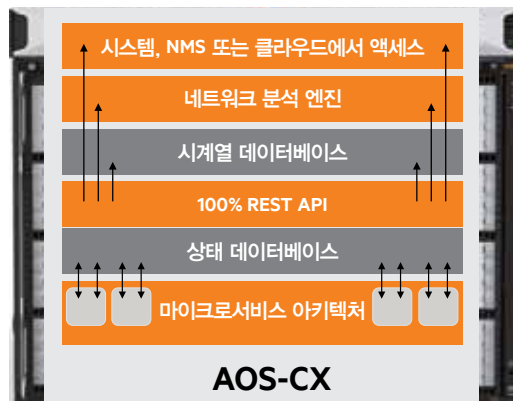 시스템, NMS 또는 클라우드에서 액세스
네트워크 분석 엔진
시계열 데이터베이스
100% REST API
상태 데이터베이스
마이크로서비스 아키텍처
AOS-CX